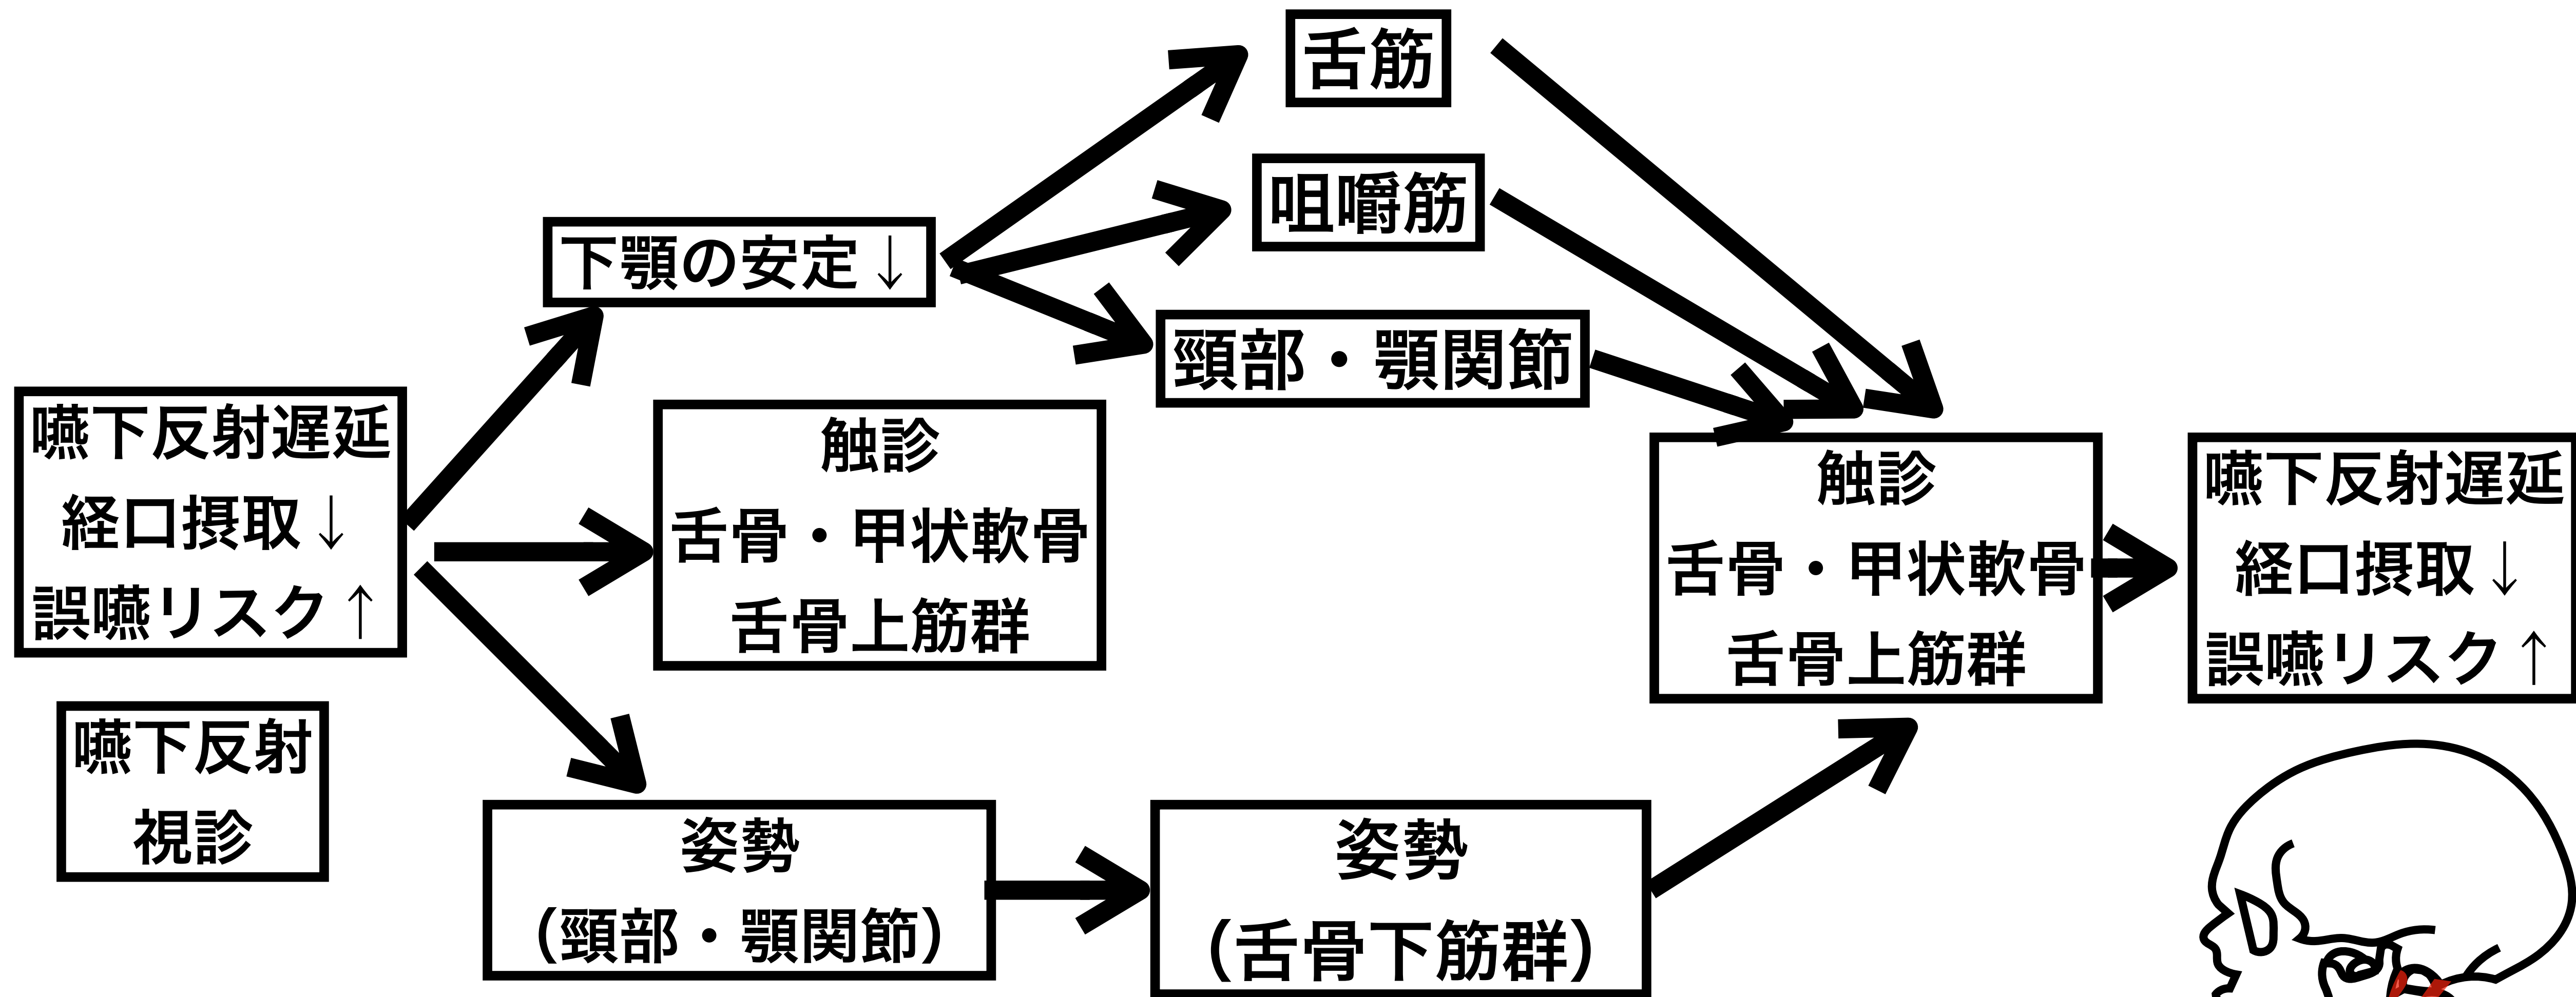 舌筋
咀嚼筋
下顎の安定↓
頸部・顎関節
嚥下反射遅延
経口摂取↓
誤嚥リスク↑
触診
舌骨・甲状軟骨
舌骨上筋群
触診
舌骨・甲状軟骨
舌骨上筋群
嚥下反射遅延
経口摂取↓
誤嚥リスク↑
嚥下反射
視診
姿勢
（頸部・顎関節）
姿勢
（舌骨下筋群）